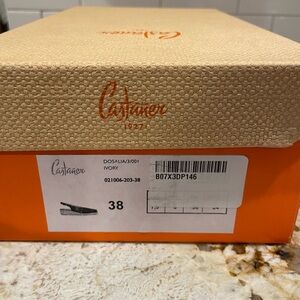 Castañer
Castañer
1927
Castañer
DOSALIA/3/001
IVORY
021006-203-38
B07X3DP146
38